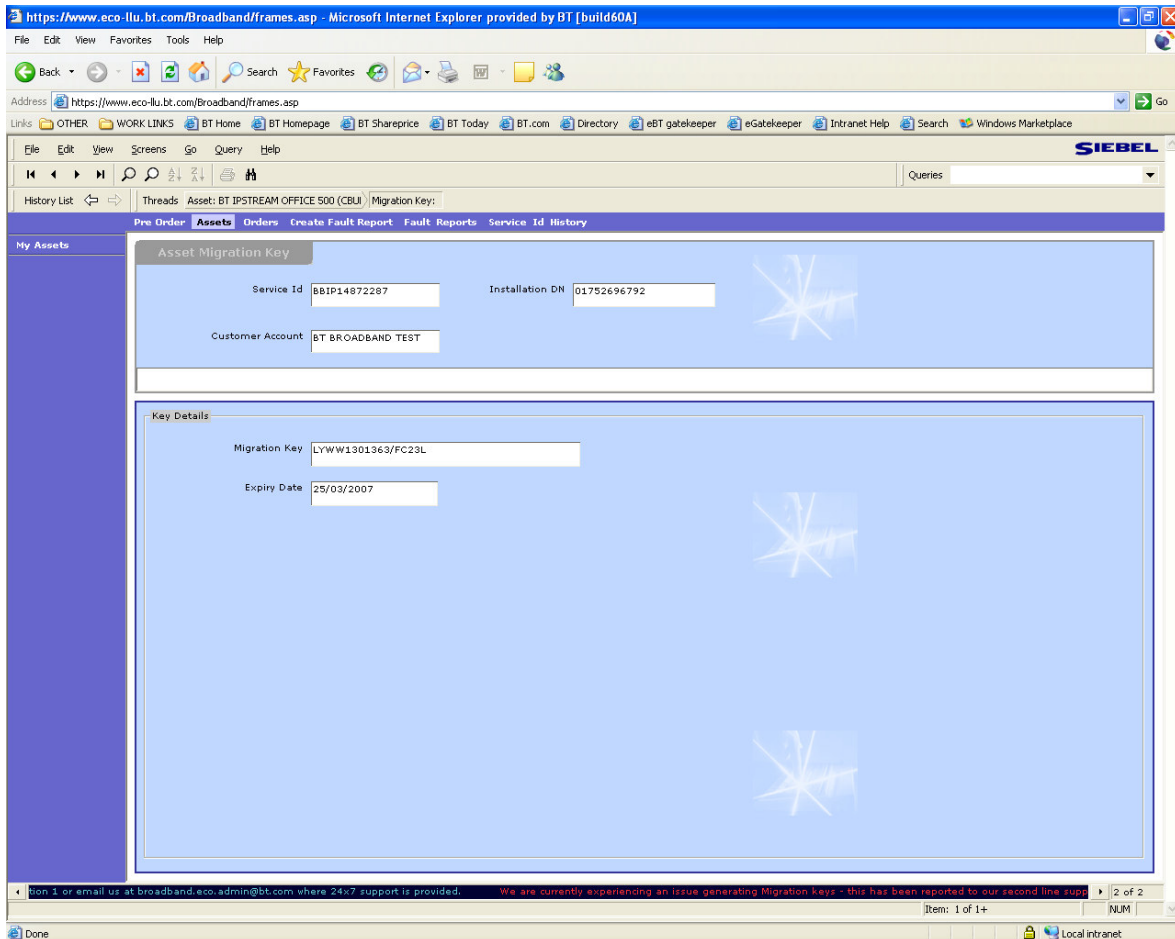 https://www.eco-llu.bt.com/Broadband/frames.asp - Microsoft Internet Explorer provided by BT [build60A]
File Edit View Favorites Tools Help
Back Search Favorites
Address https://www.eco-llu.bt.com/Broadband/frames.asp Go
Links OTHER WORK LINKS BT Home BT Homepage BT Shareprice BT Today BT.com Directory eBT gatekeeper eGatekeeper Intranet Help Search Windows Marketplace
File Edit View Screens Go Query Help SIEBEL
Queries
History List Threads Asset: BT IPSTREAM OFFICE 500 (CBUI Migration Key:
Pre Order Assets Orders Create Fault Report Fault Reports Service Id History
My Assets
Asset Migration Key
Service Id BBIP14872287 Installation DN 01752696792
Customer Account BT BROADBAND TEST
Key Details
Migration Key LYWW1301363/FC23L
Expiry Date 25/03/2007
tion 1 or email us at broadband.eco.admin@bt.com where 24x7 support is provided. We are currently experiencing an issue generating Migration keys - this has been reported to our second line supp 2 of 2
Item: 1 of 1+ NUM
Done Local intranet